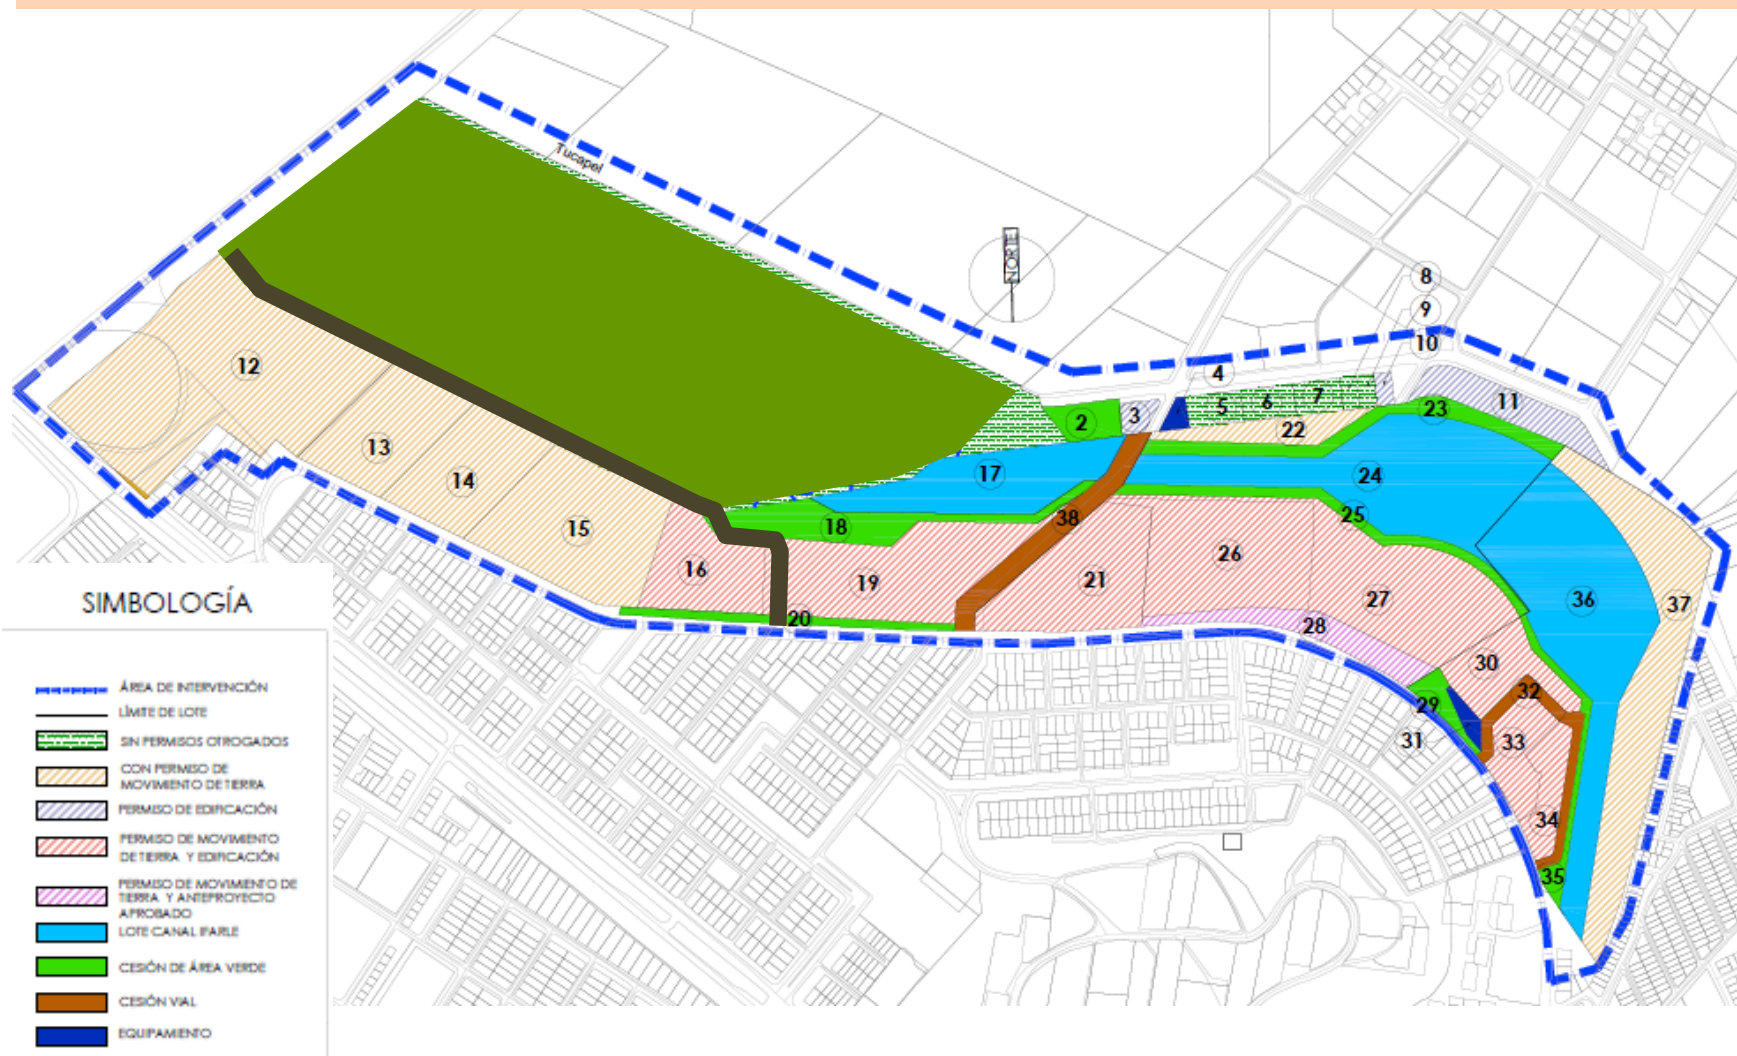 Tucapel
NORTE
8
9
10
4
12
2
3
5
6
7
23
11
22
13
14
17
24
15
18
38
25
16
19
21
26
27
36
37
20
28
30
29
32
31
33
34
35
SIMBOLOGÍA
ÁREA DE INTERVENCIÓN
LÍMITE DE LOTE
SIN PERMISOS OTROGADOS
CON PERMISO DE
MOVIMIENTO DE TIERRA
PERMISO DE EDIFICACIÓN
PERMISO DE MOVIMIENTO
DE TIERRA Y EDIFICACIÓN
PERMISO DE MOVIMIENTO DE
TIERRA Y ANTEPROYECTO
APROBADO
LOTE CANAL IFARLE
CESIÓN DE ÁREA VERDE
CESIÓN VIAL
EQUIPAMIENTO